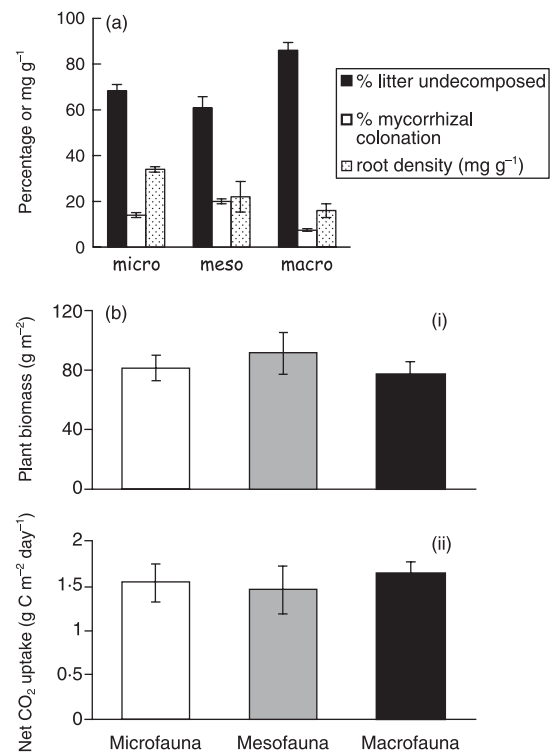 (a)
Percentage or mg g⁻¹
100
80
60
40
20
0
micro meso macro
% litter undecomposed
% mycorrhizal
colonation
root density (mg g⁻¹)
(b)
(i)
Plant biomass (g m⁻²)
120
80
40
0
(ii)
Net CO₂ uptake (g C m⁻² day⁻¹)
2
1·5
1
0·5
0
Microfauna Mesofauna Macrofauna